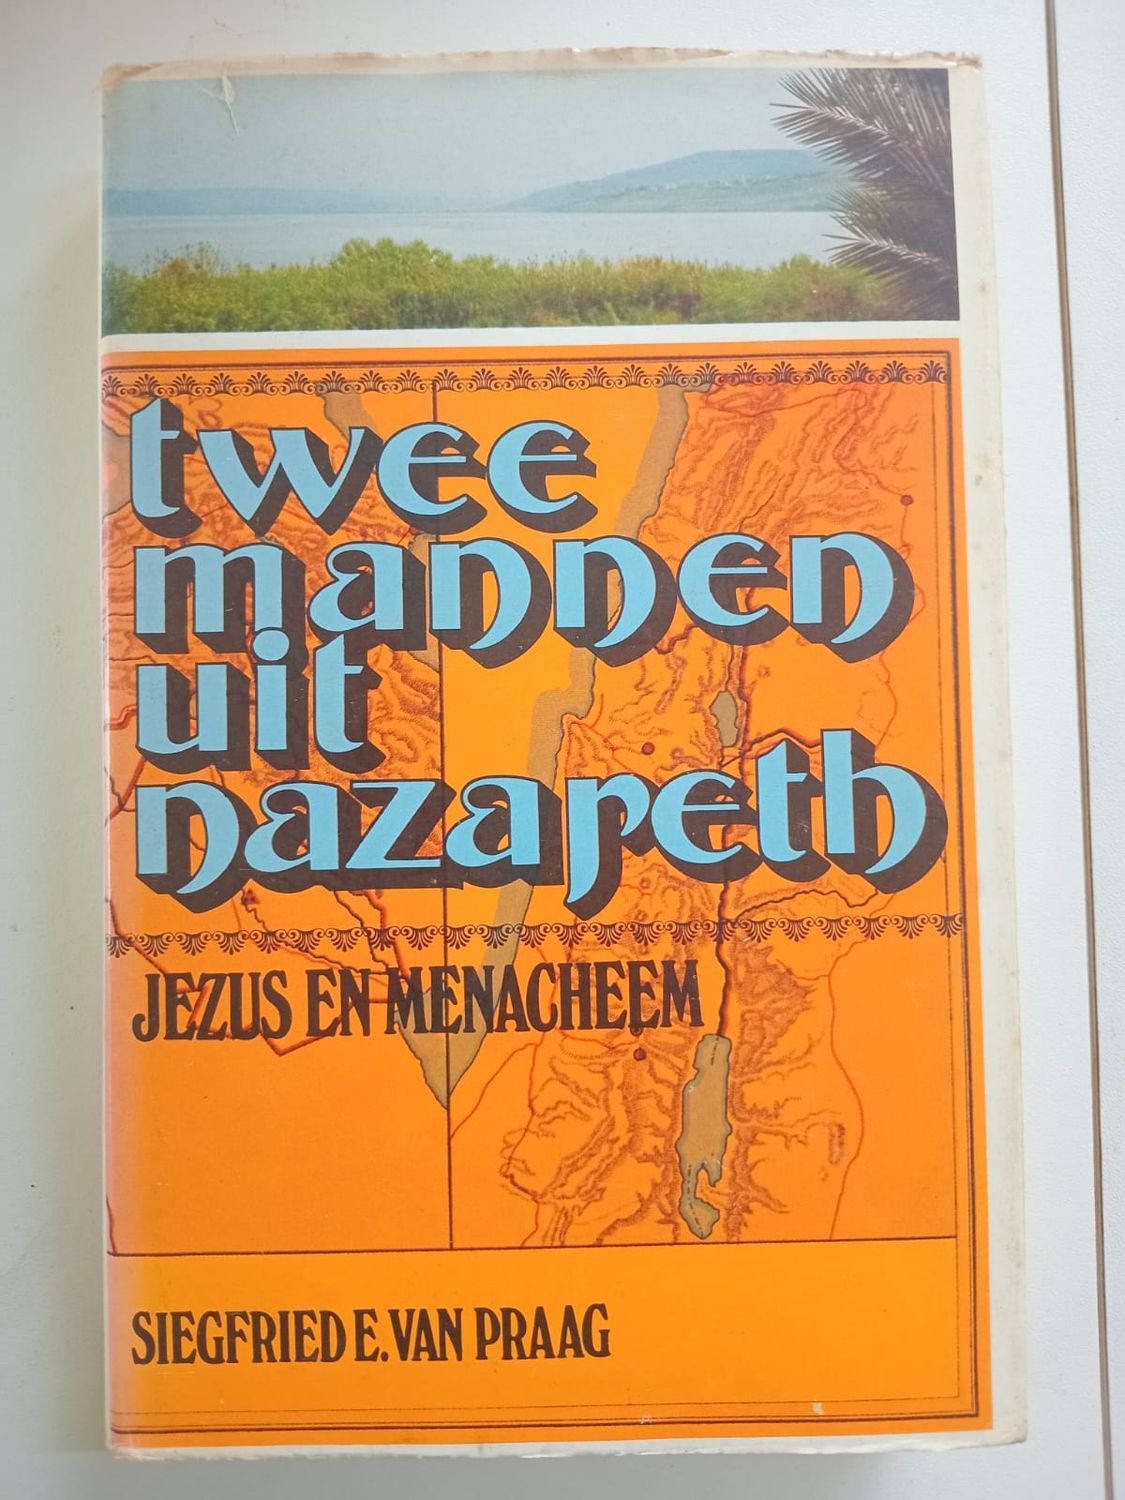 twee
mannen
uit
nazareth
JEZUS EN MENACHEEM
SIEGFRIED E. VAN PRAAG